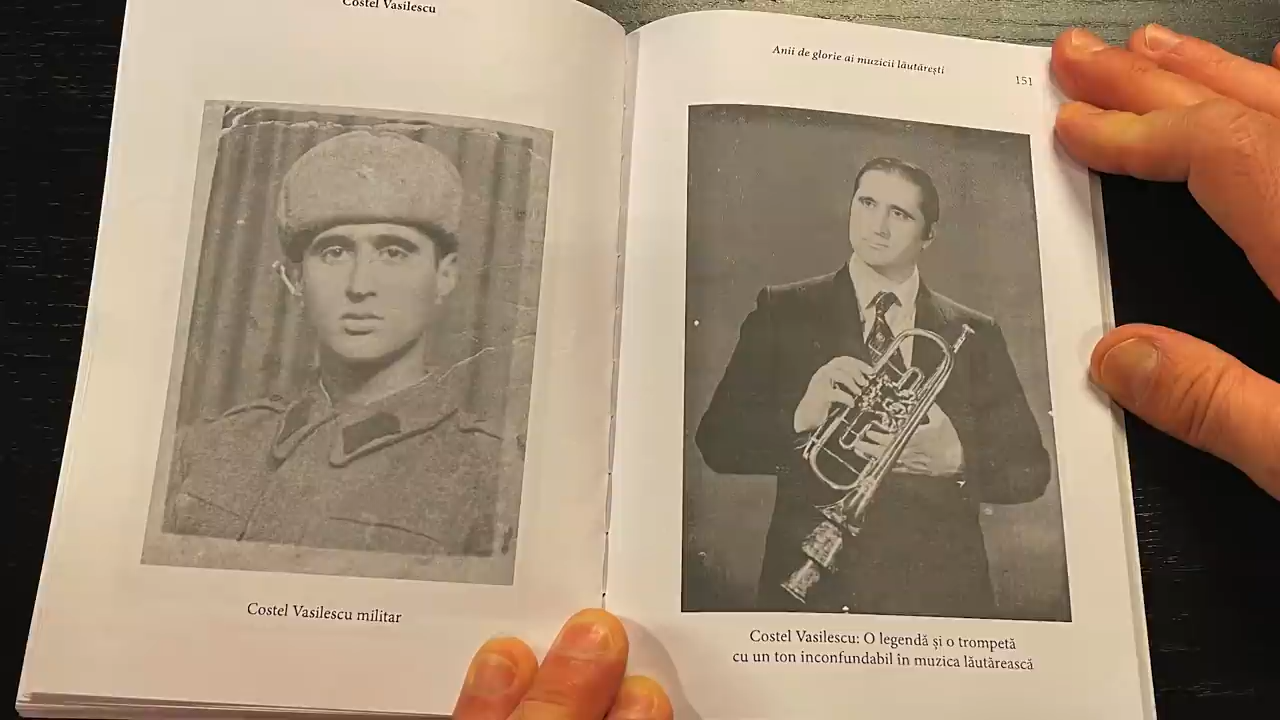 Costel Vasilescu
Costel Vasilescu militar
Anii de glorie ai muzicii lăutărești
151
Costel Vasilescu: O legendă și o trompetă
cu un ton inconfundabil în muzica lăutărească